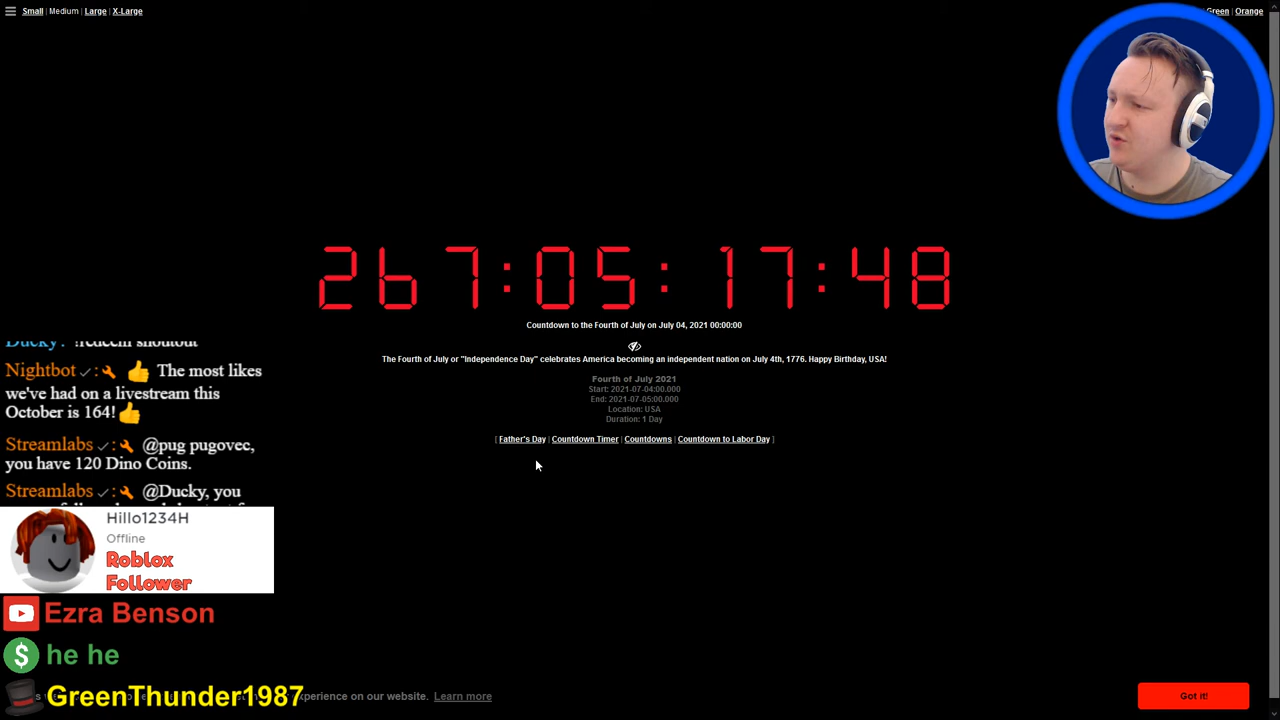 Small | Medium | Large | X-Large
Green | Orange
267:05:17:48
Countdown to the Fourth of July on July 04, 2021 00:00:00
The Fourth of July or "Independence Day" celebrates America becoming an independent nation on July 4th, 1776. Happy Birthday, USA!
Fourth of July 2021
Start: 2021-07-04:00.000
End: 2021-07-05:00.000
Location: USA
Duration: 1 Day
[ Father's Day | Countdown Timer | Countdowns | Countdown to Labor Day ]
Ducky: !redeem shoutout
Nightbot ✓:🔧 👍 The most likes
we've had on a livestream this
October is 164!👍
Streamlabs ✓:🔧 @pug pugovec,
you have 120 Dino Coins.
Streamlabs ✓:🔧 @Ducky, you
Hillo1234H
Offline
Roblox
Follower
Ezra Benson
$ he he
GreenThunder1987
experience on our website. Learn more
Got it!